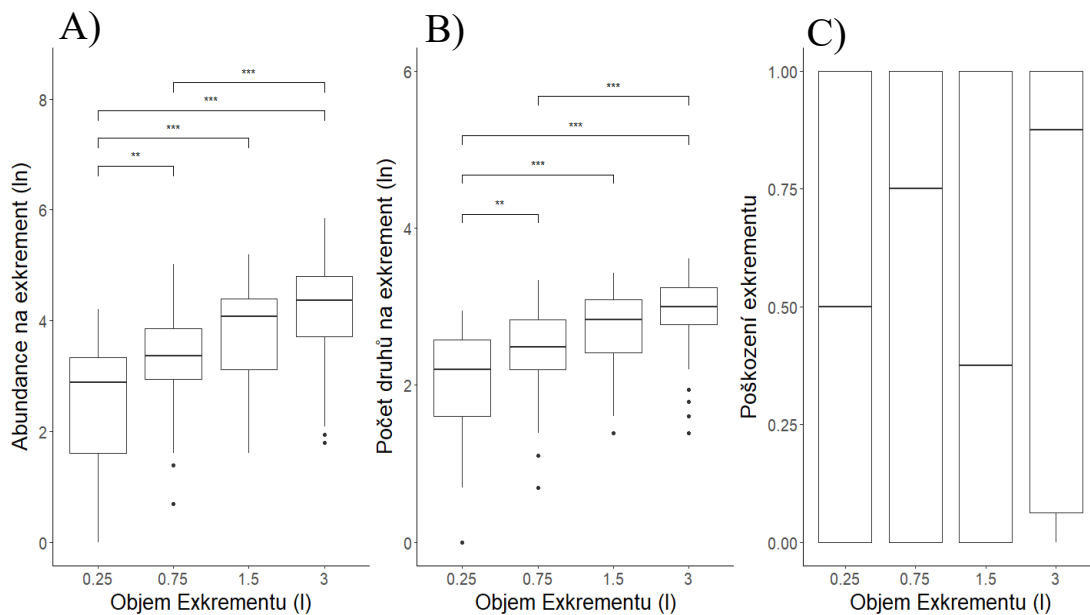 A)
Abundance na exkrement (ln)
8
6
4
2
0
***
***
***
**
0.25 0.75 1.5 3
Objem Exkrementu (l)
B)
Počet druhů na exkrement (ln)
6
4
2
0
***
***
***
**
0.25 0.75 1.5 3
Objem Exkrementu (l)
C)
Poškození exkrementu
1.00
0.75
0.50
0.25
0.00
0.25 0.75 1.5 3
Objem Exkrementu (l)